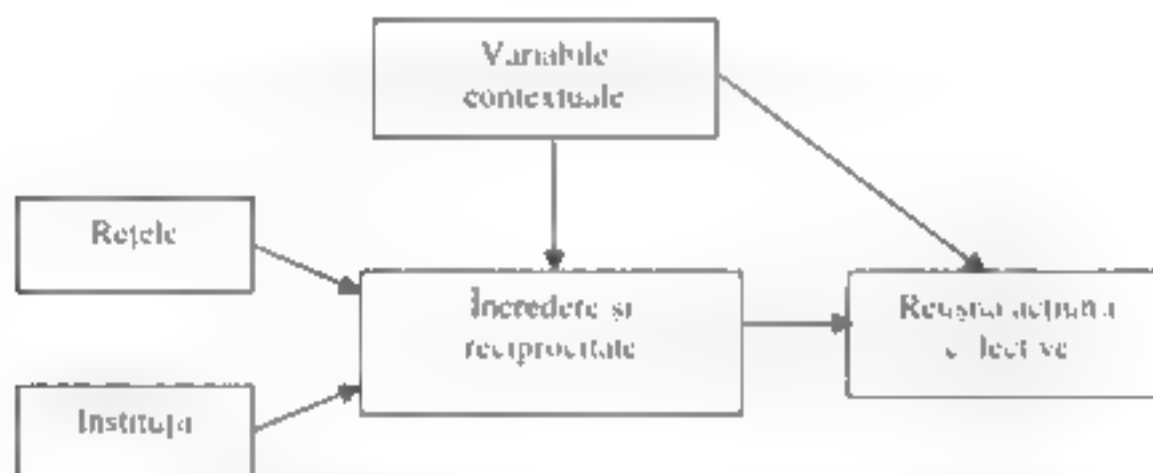 Variabile
contextuale
Rețele
Încredere și
reciprocitate
Reușita acțiunii
colective
Instituții